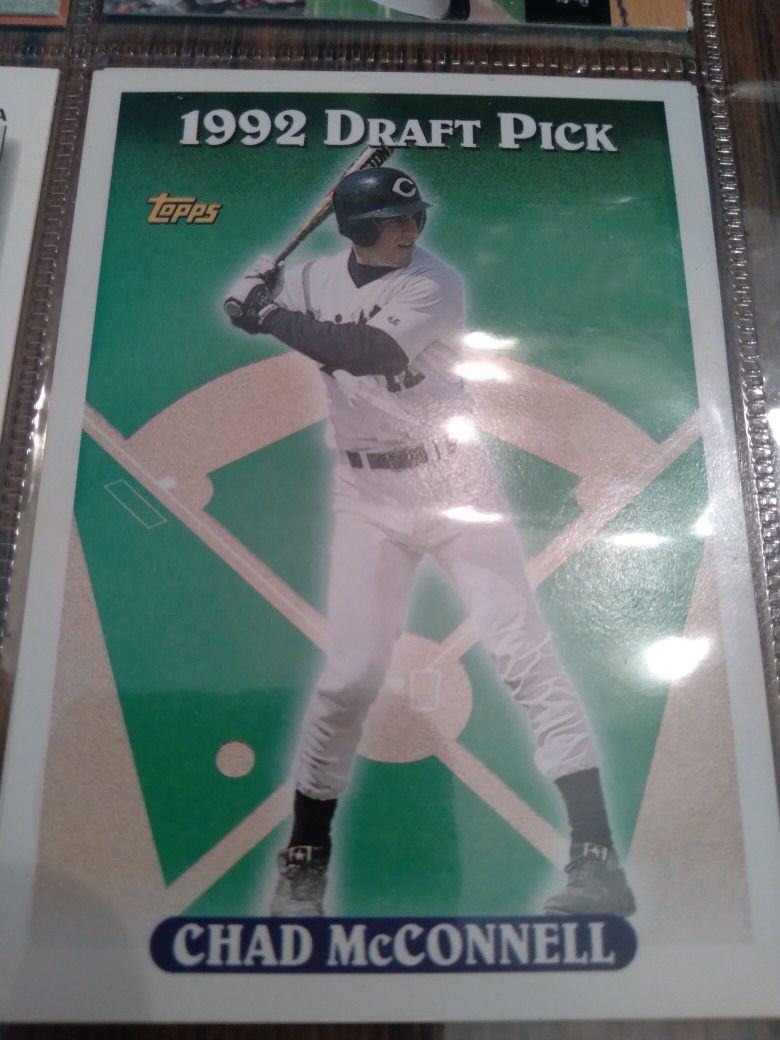 1992 DRAFT PICK
TOPPS
C
CHAD McCONNELL